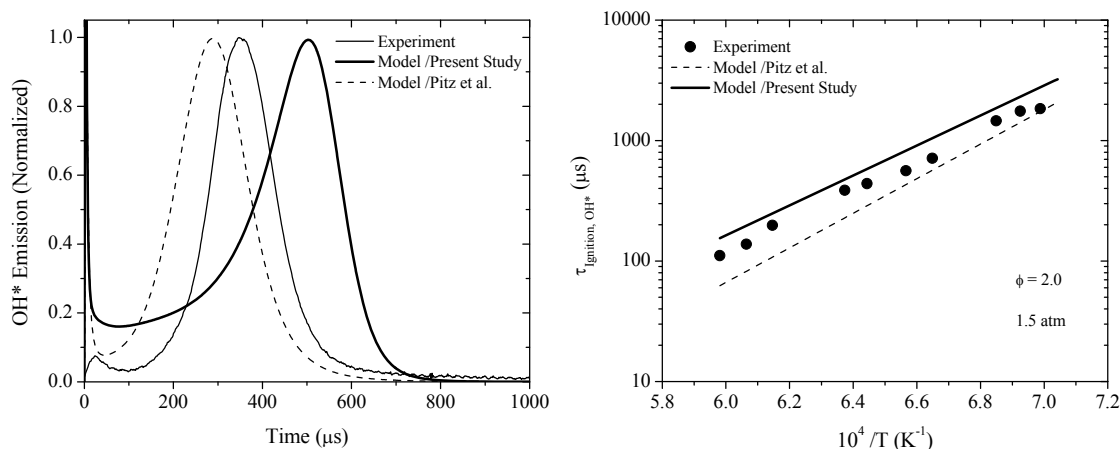 OH* Emission (Normalized)
1.0
0.8
0.6
0.4
0.2
0.0
0
200
400
600
800
1000
Time (μs)
Experiment
Model /Present Study
Model /Pitz et al.
τIgnition, OH* (μs)
10000
1000
100
10
5.8
6.0
6.2
6.4
6.6
6.8
7.0
7.2
10⁴ /T (K⁻¹)
Experiment
Model /Pitz et al.
Model /Present Study
ϕ = 2.0
1.5 atm